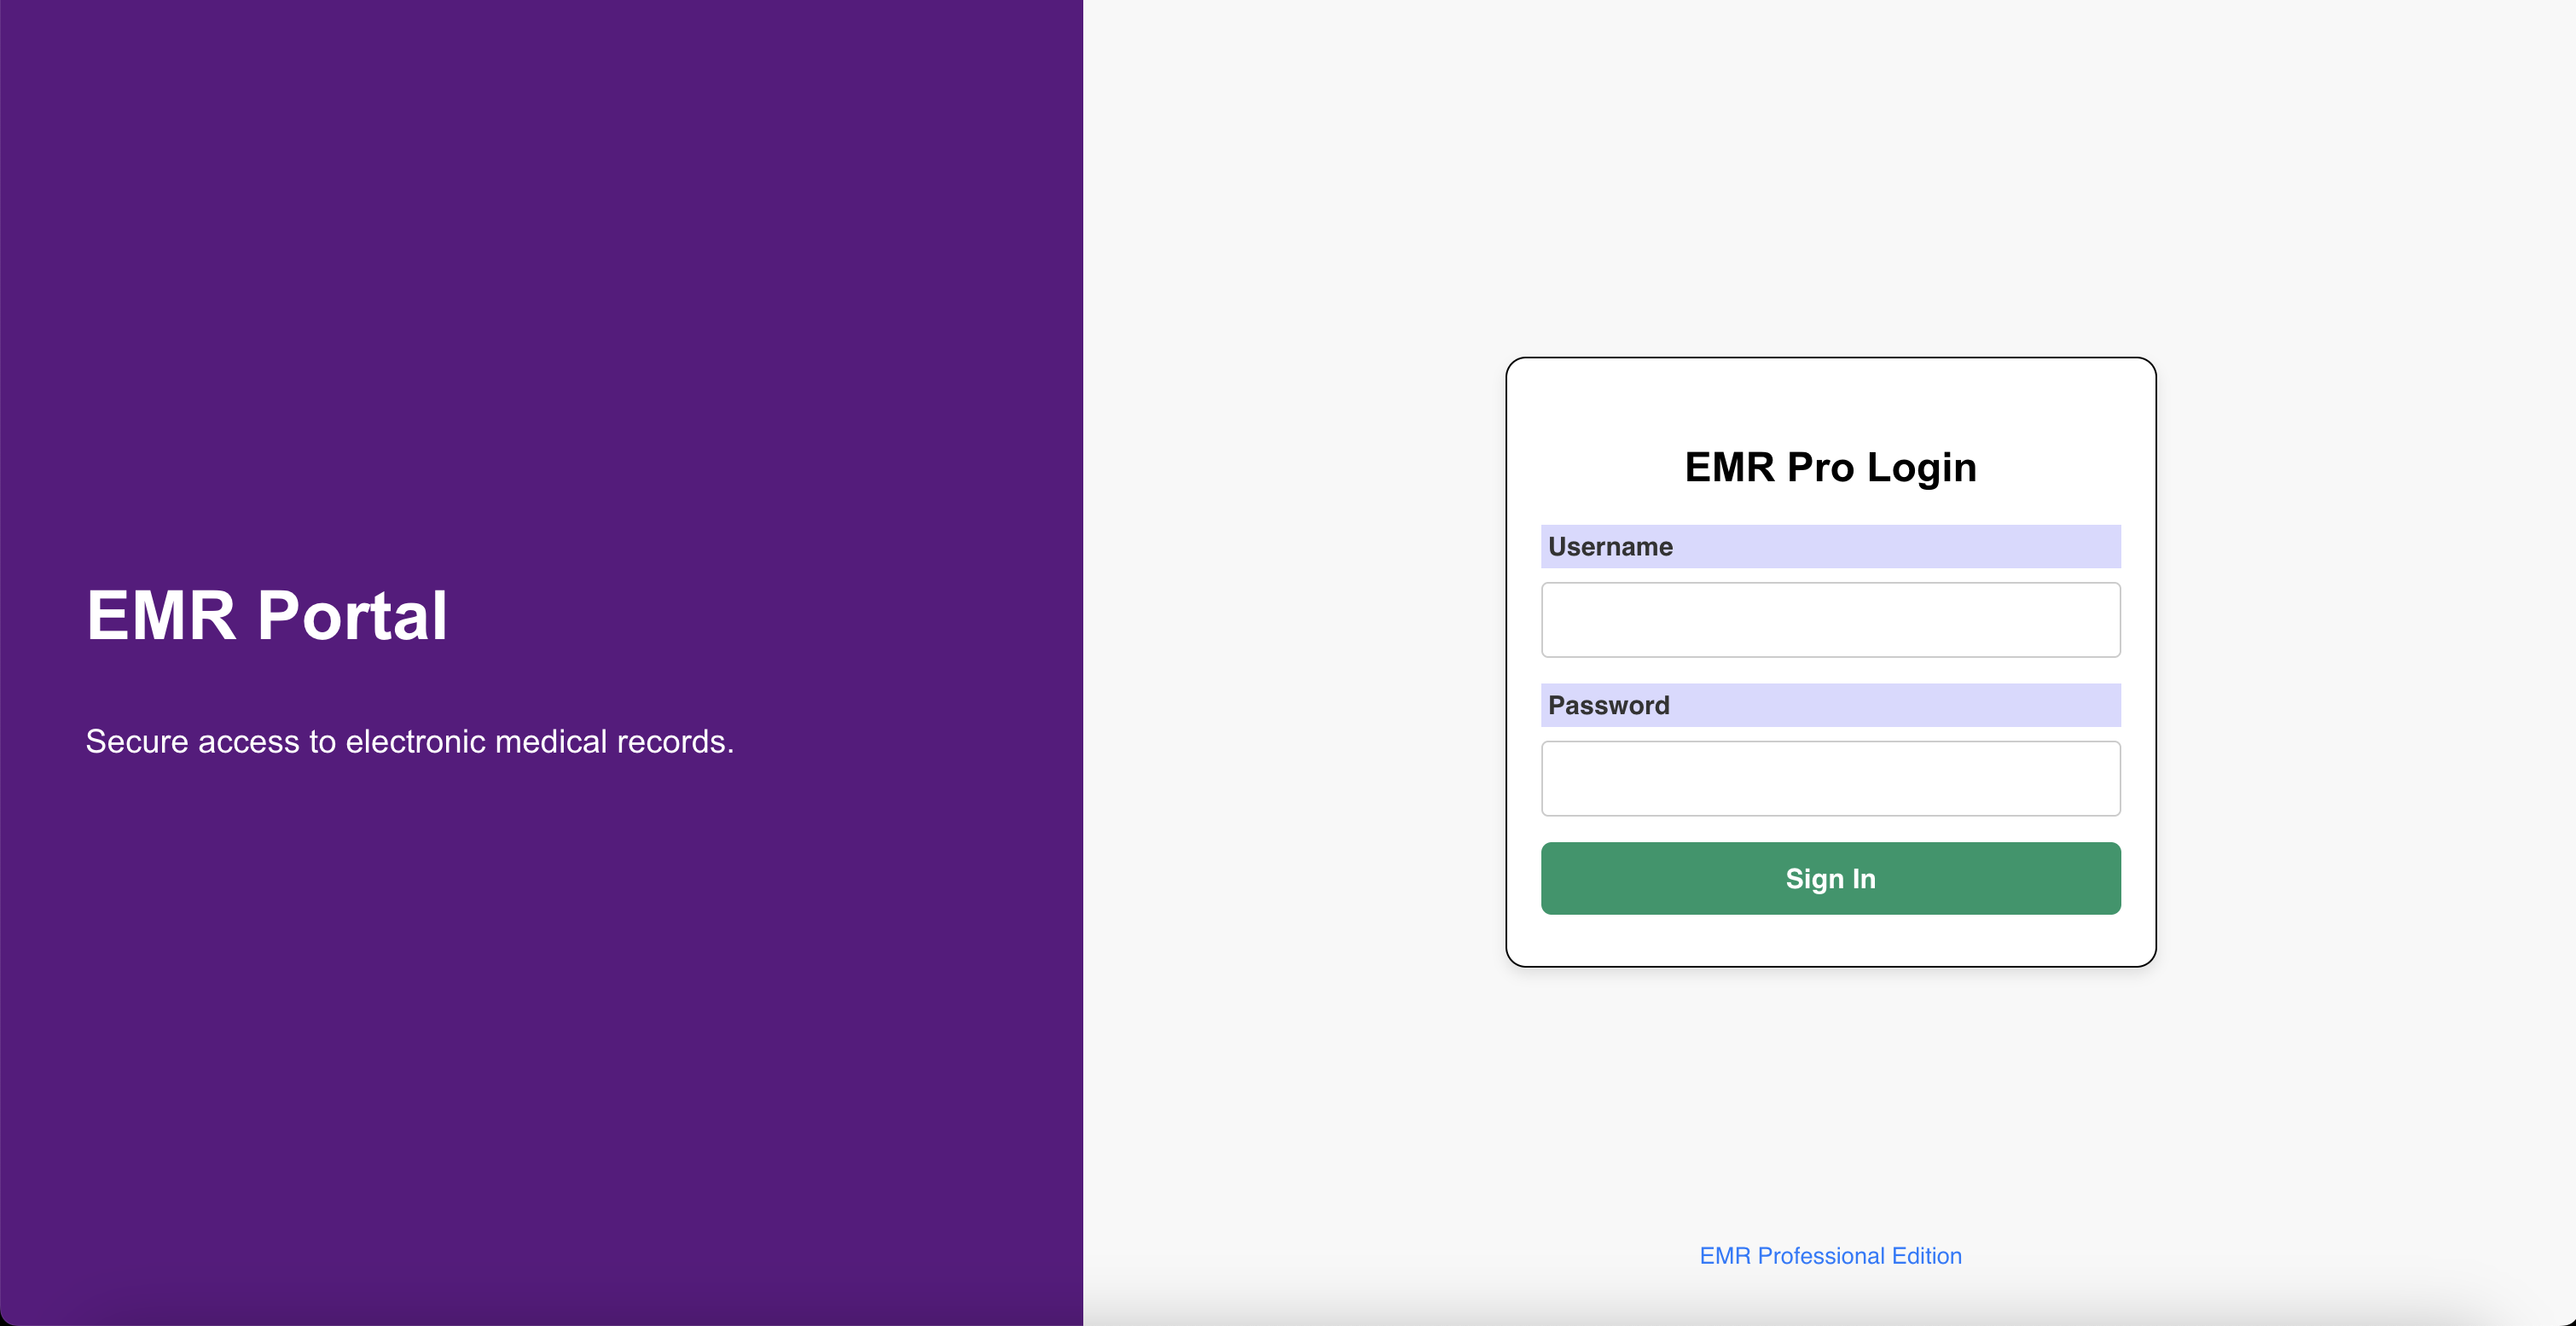 EMR Portal
Secure access to electronic medical records.
EMR Pro Login
Username
Password
Sign In
EMR Professional Edition